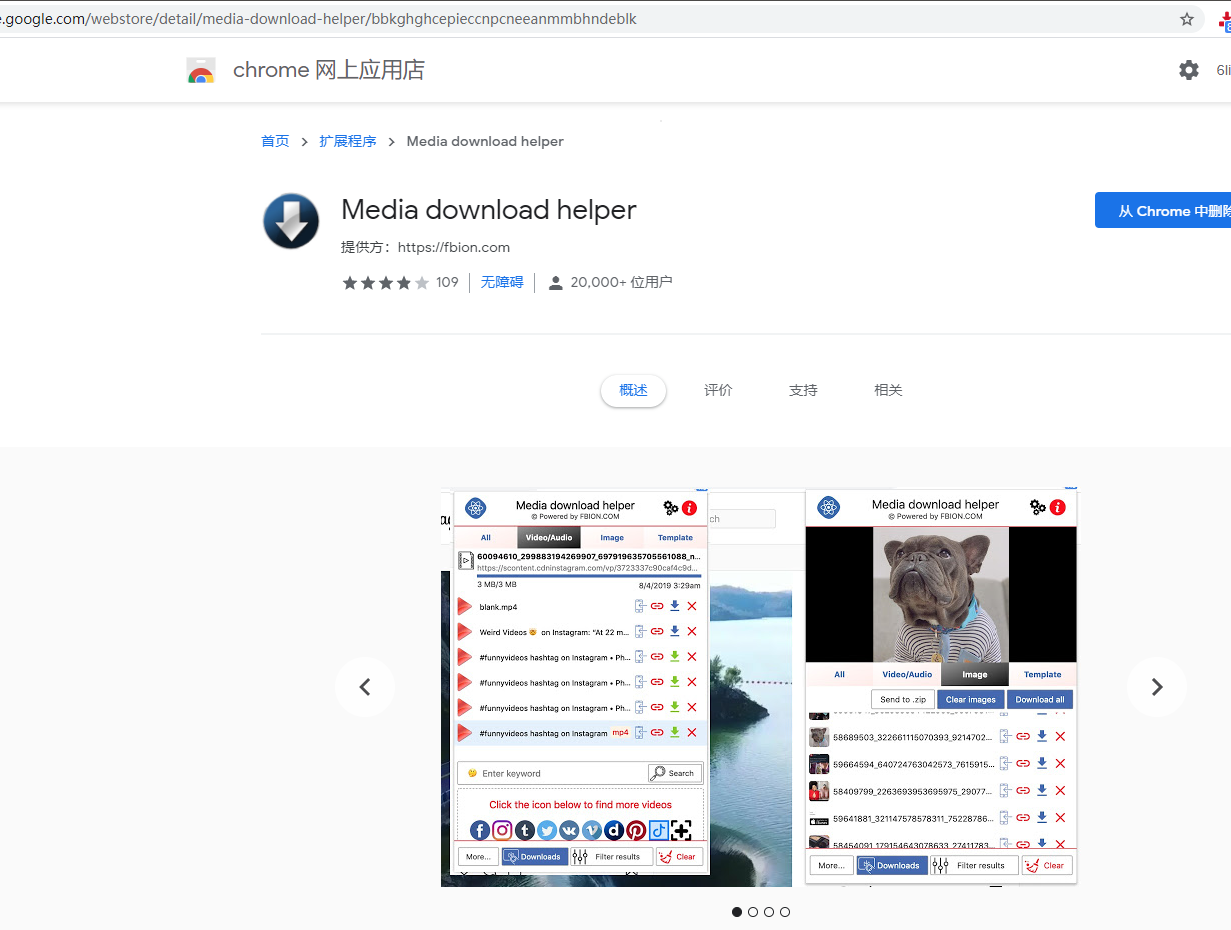 e.google.com/webstore/detail/media-download-helper/bbkghghcepieccnpcneeanmmbhndeblk
chrome 网上应用店
6li
首页 > 扩展程序 > Media download helper
Media download helper
从 Chrome 中删除
提供方：https://fbion.com
109 无障碍 20,000+ 位用户
概述 评价 支持 相关
Media download helper
© Powered by FBION.COM
All Video/Audio Image Template
60094610_299883194269907_697919635705561088_n...
https://scontent.cdninstagram.com/vp/3723337c90caf4c9d...
3 MB/3 MB 8/4/2019 3:29am
blank.mp4
Weird Videos 🤯 on Instagram: “At 22 m...
#funnyvideos hashtag on Instagram • Ph...
#funnyvideos hashtag on Instagram • Ph...
#funnyvideos hashtag on Instagram • Ph...
#funnyvideos hashtag on Instagram mp4
Enter keyword Search
Click the icon below to find more videos
More... Downloads Filter results Clear
ch
Media download helper
© Powered by FBION.COM
All Video/Audio Image Template
Send to .zip Clear images Download all
58689503_322661115070393_9214702...
59664594_640724763042573_7615915...
58409799_2263693953695975_29077...
59641881_321147578578311_75228786...
58454091_179154643078633_27411783...
More... Downloads Filter results Clear